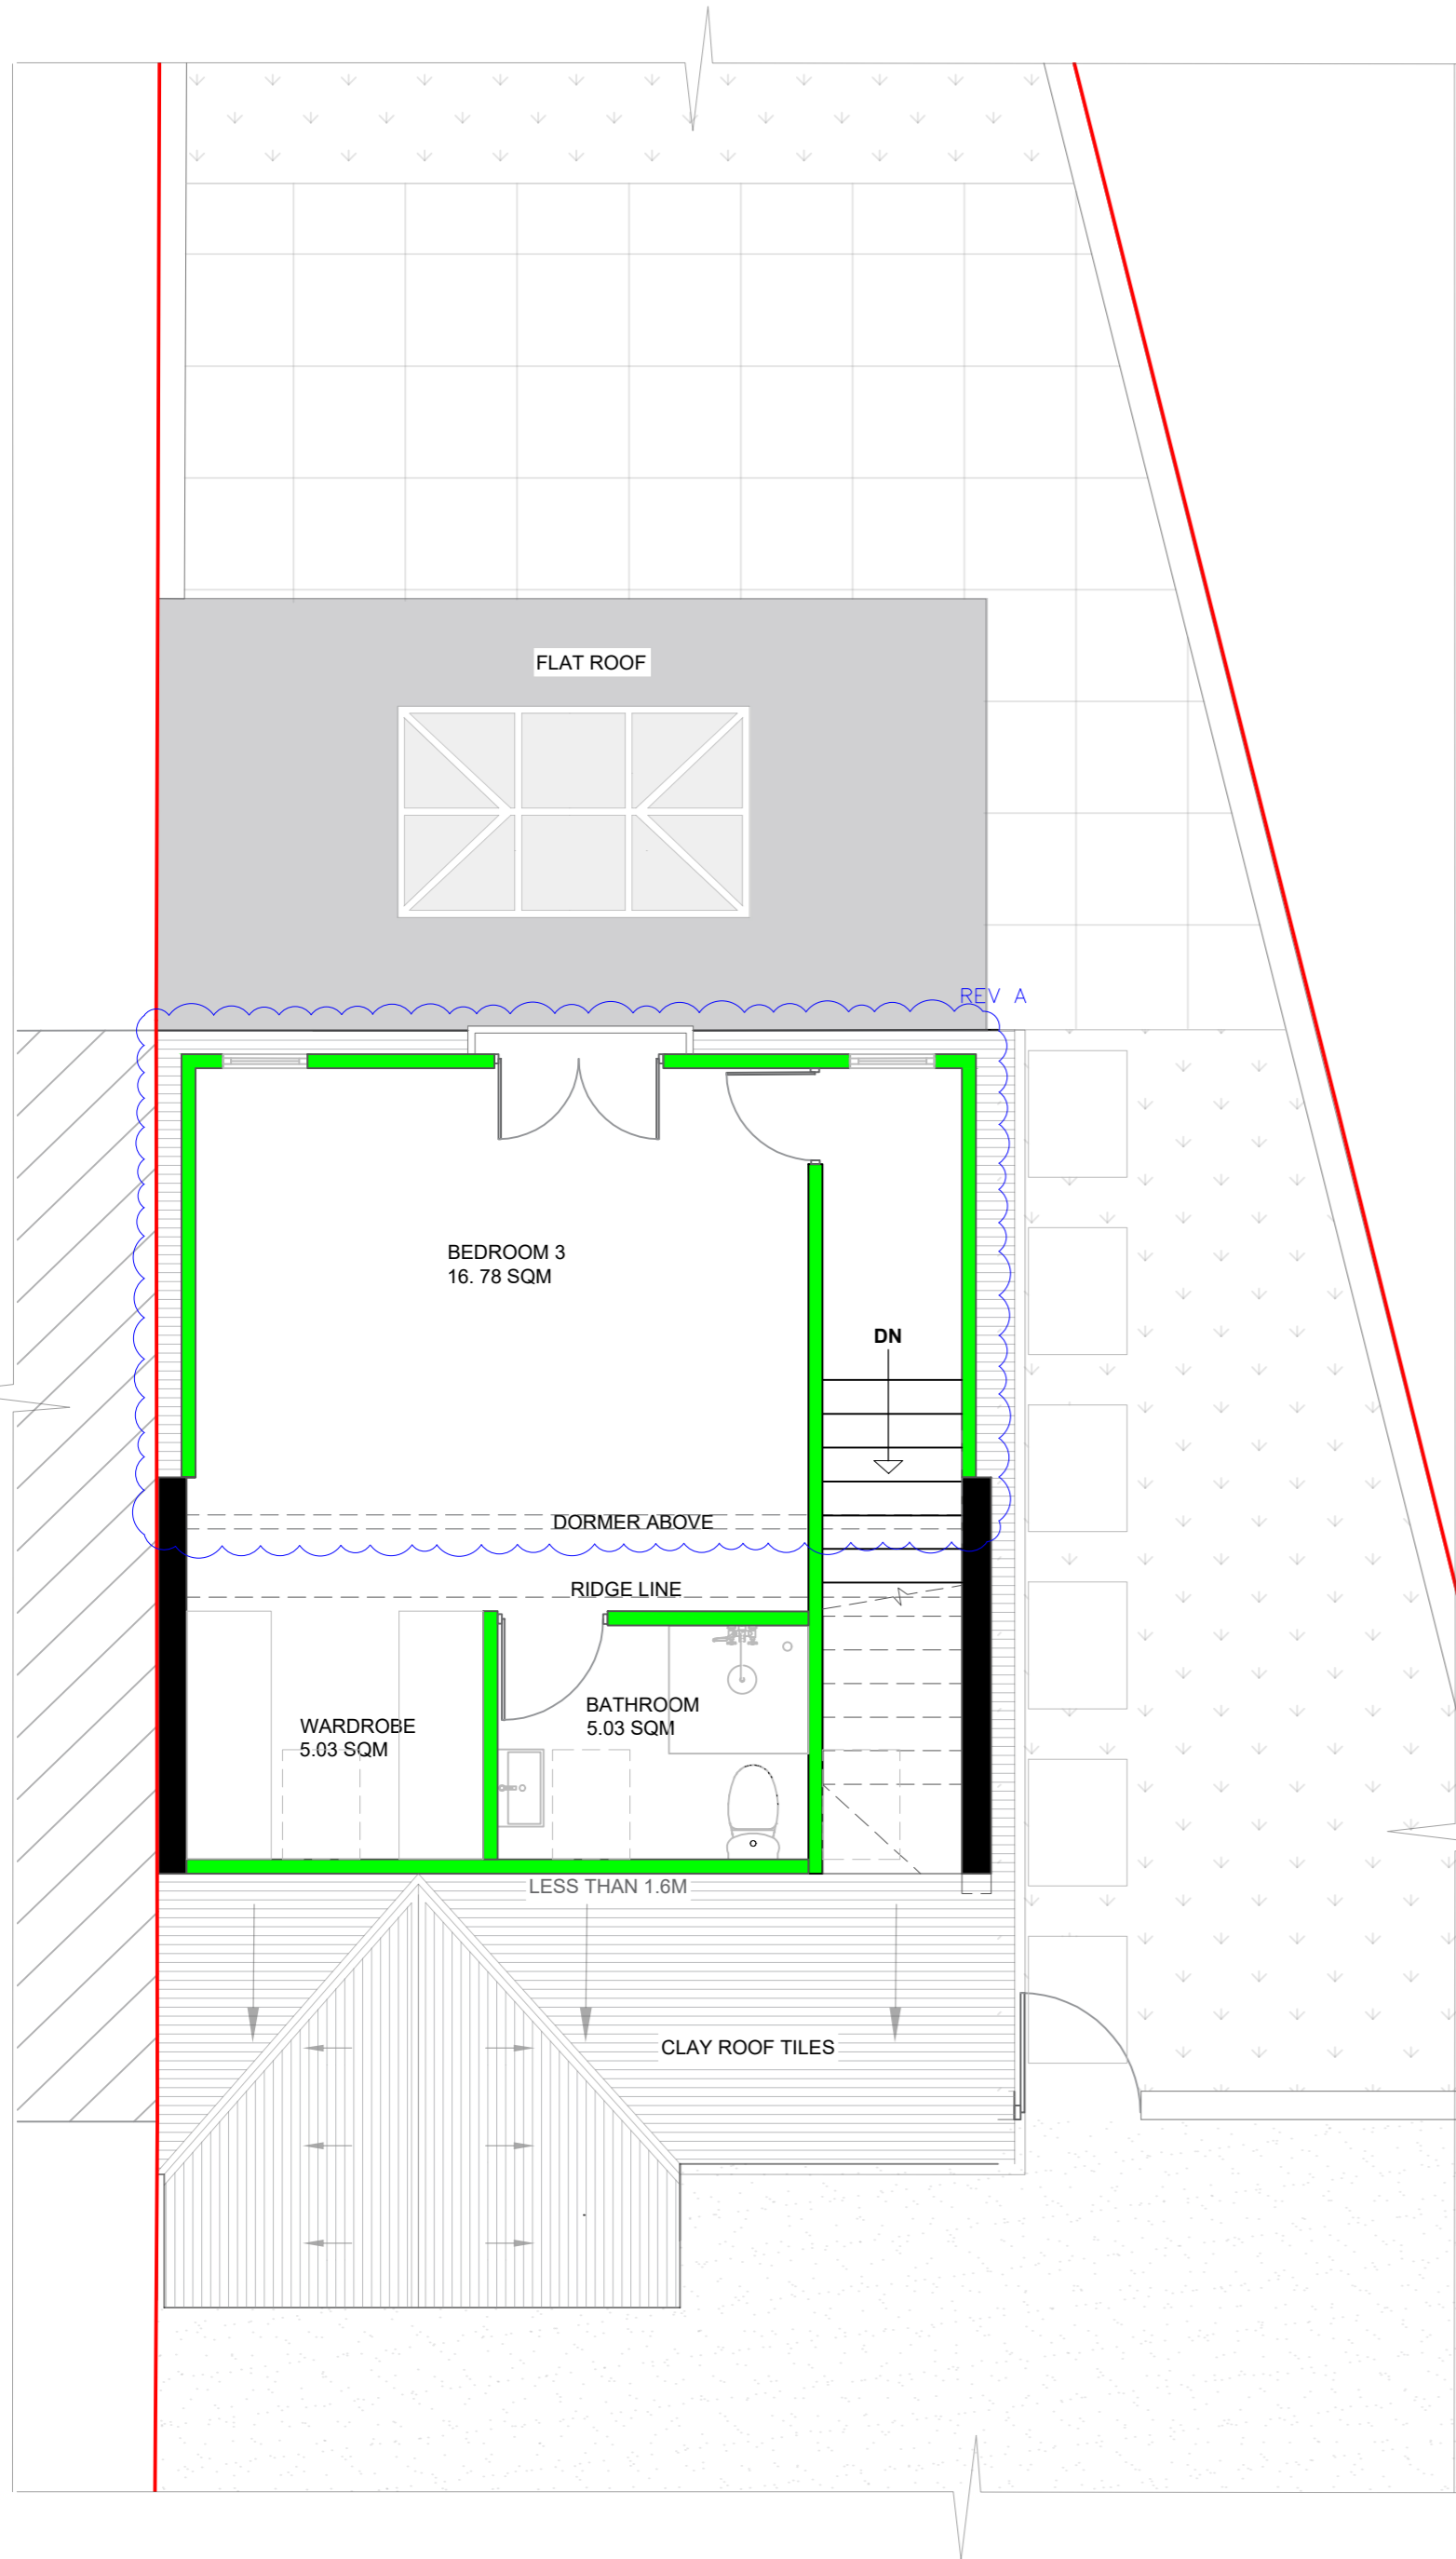 FLAT ROOF
REV A
BEDROOM 3
16. 78 SQM
DN
DORMER ABOVE
RIDGE LINE
BATHROOM
5.03 SQM
WARDROBE
5.03 SQM
LESS THAN 1.6M
CLAY ROOF TILES